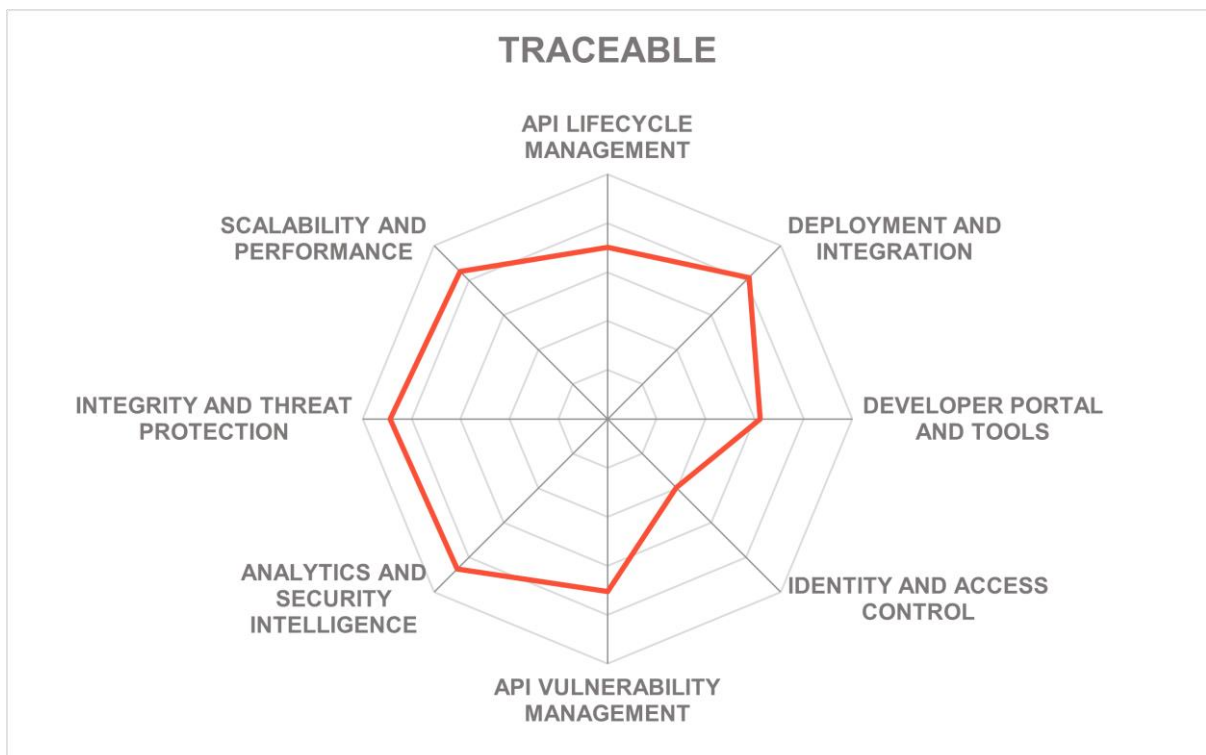 TRACEABLE
API LIFECYCLE
MANAGEMENT
DEPLOYMENT AND
INTEGRATION
DEVELOPER PORTAL
AND TOOLS
IDENTITY AND ACCESS
CONTROL
API VULNERABILITY
MANAGEMENT
ANALYTICS AND
SECURITY
INTELLIGENCE
INTEGRITY AND THREAT
PROTECTION
SCALABILITY AND
PERFORMANCE